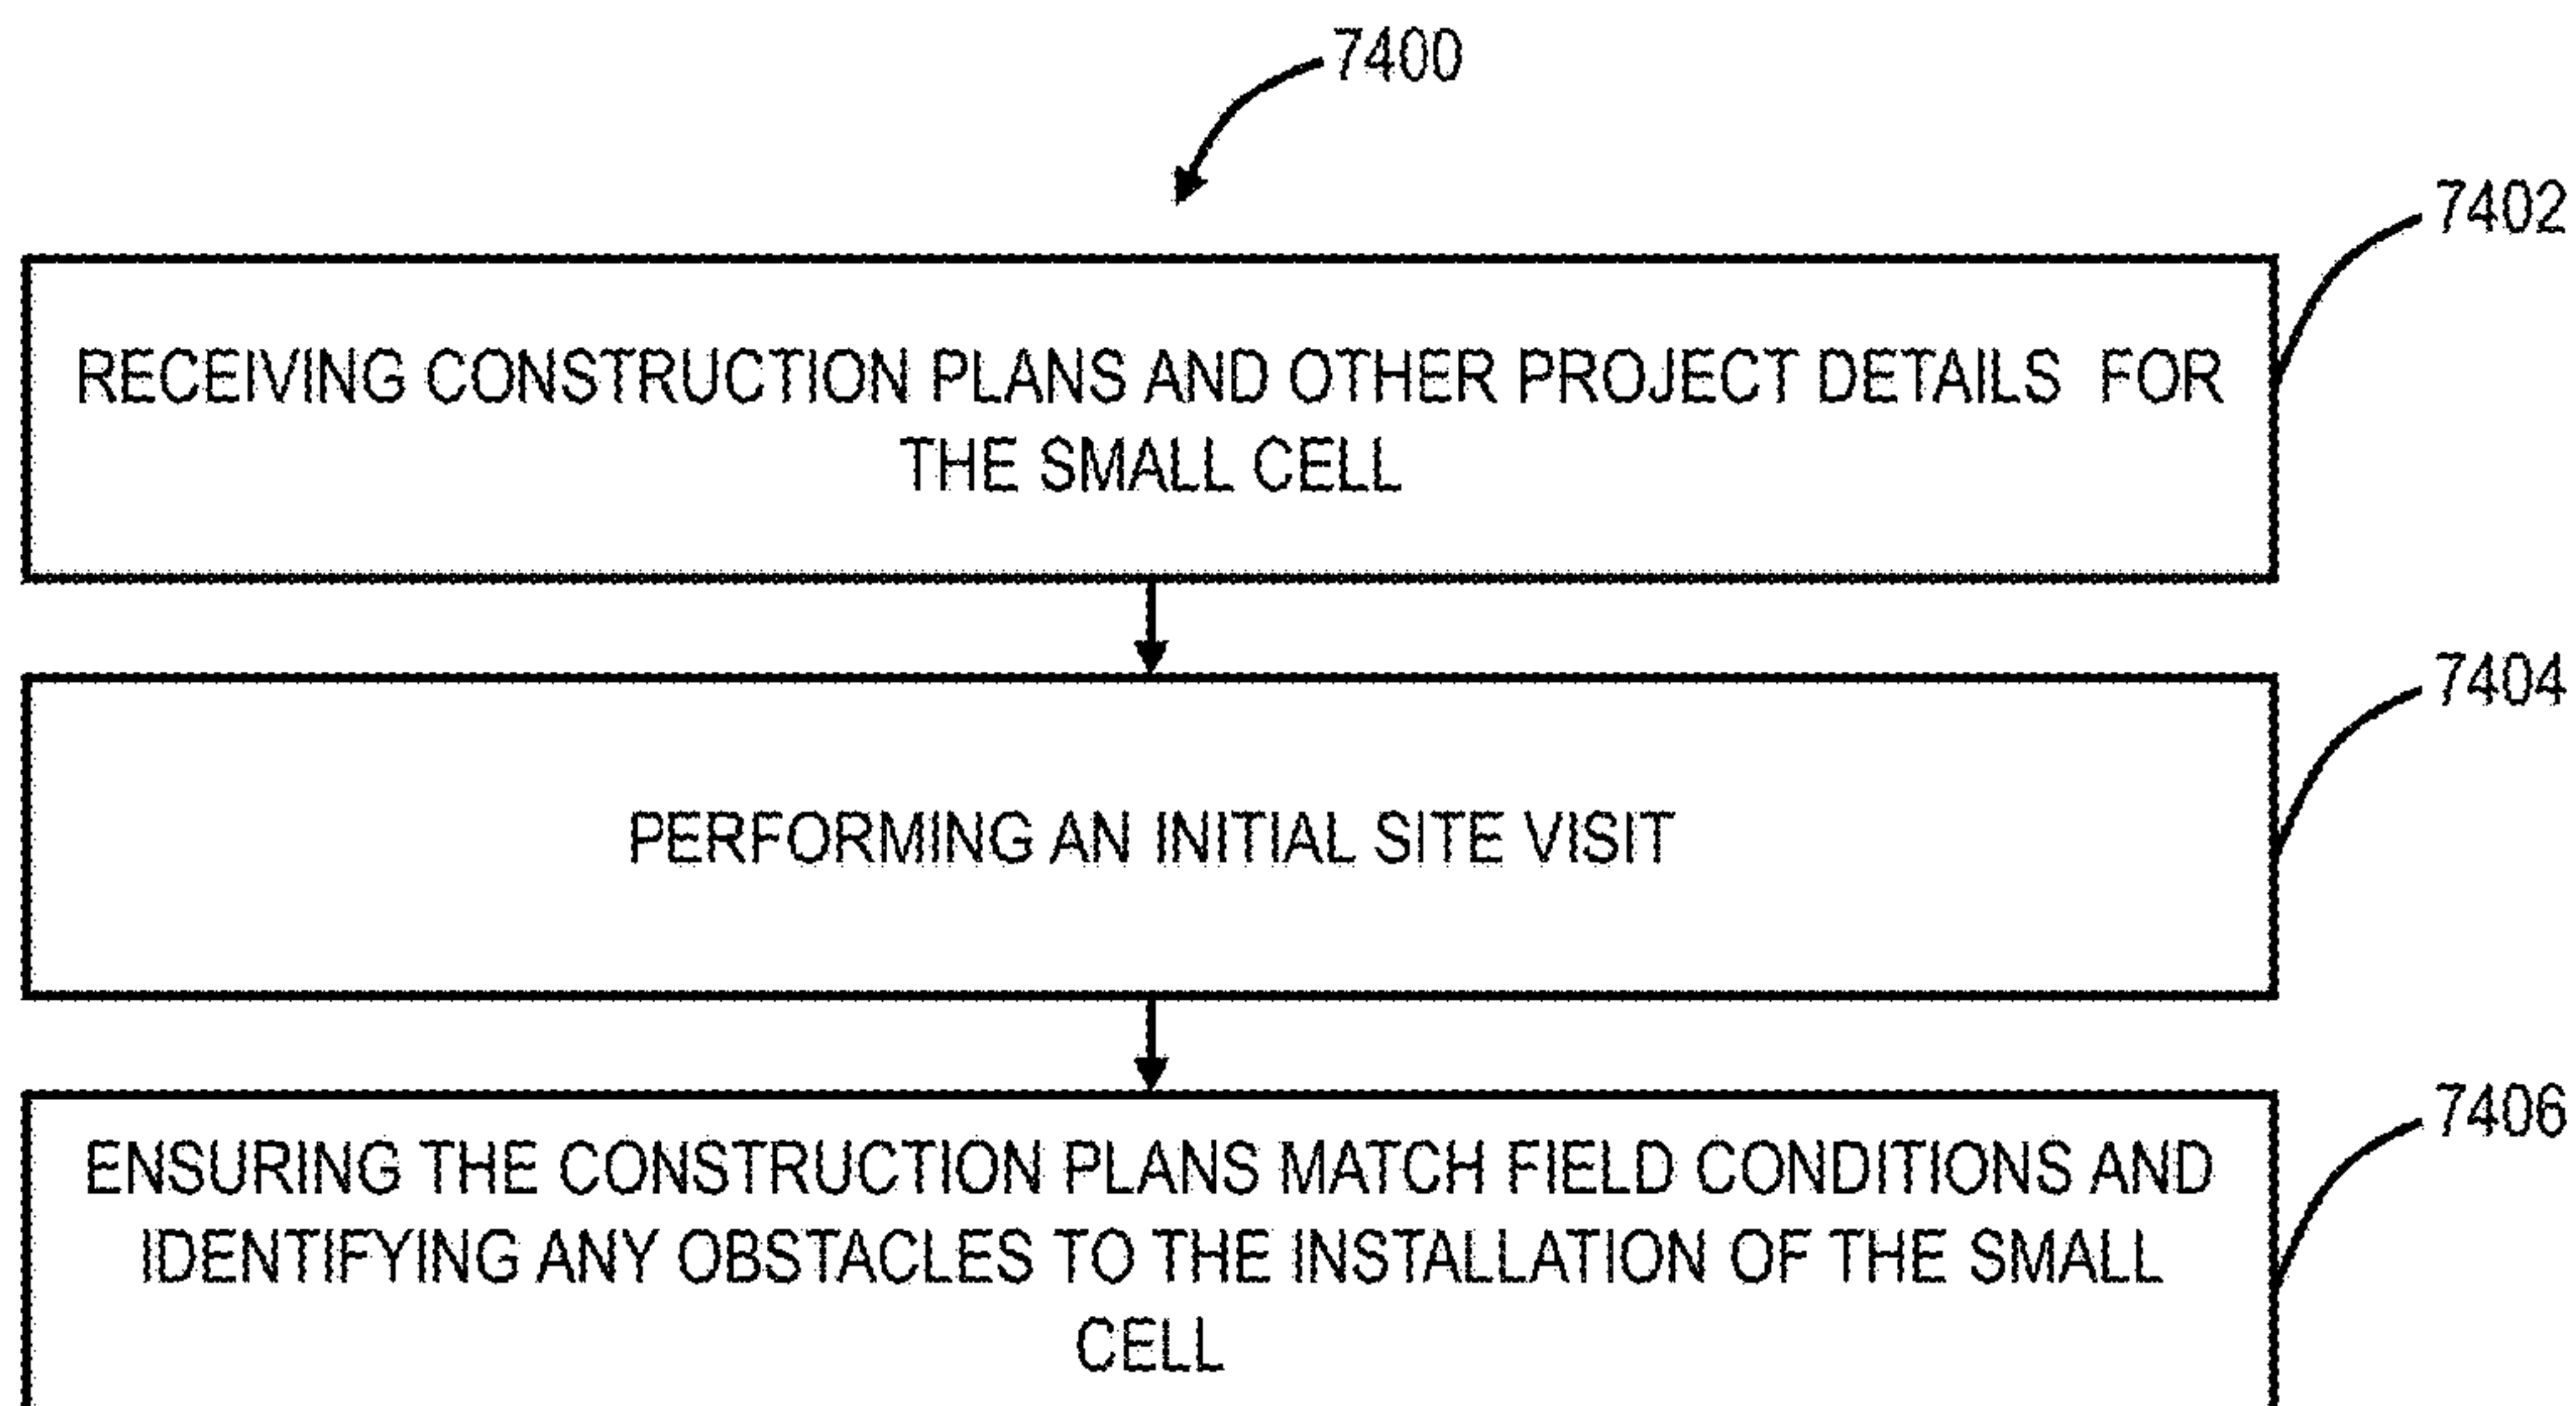 7400
7402
RECEIVING CONSTRUCTION PLANS AND OTHER PROJECT DETAILS FOR
THE SMALL CELL
7404
PERFORMING AN INITIAL SITE VISIT
7406
ENSURING THE CONSTRUCTION PLANS MATCH FIELD CONDITIONS AND
IDENTIFYING ANY OBSTACLES TO THE INSTALLATION OF THE SMALL
CELL